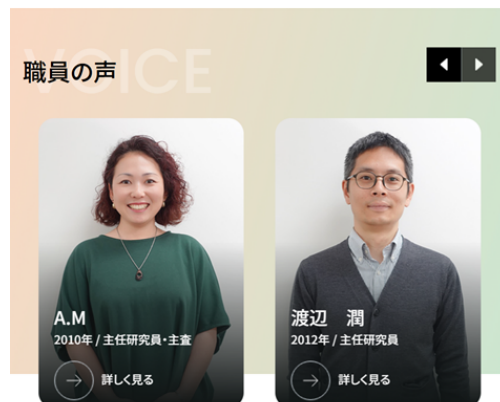 VOICE
職員の声
A.M
2010年 / 主任研究員・主査
詳しく見る
渡辺　潤
2012年 / 主任研究員
詳しく見る